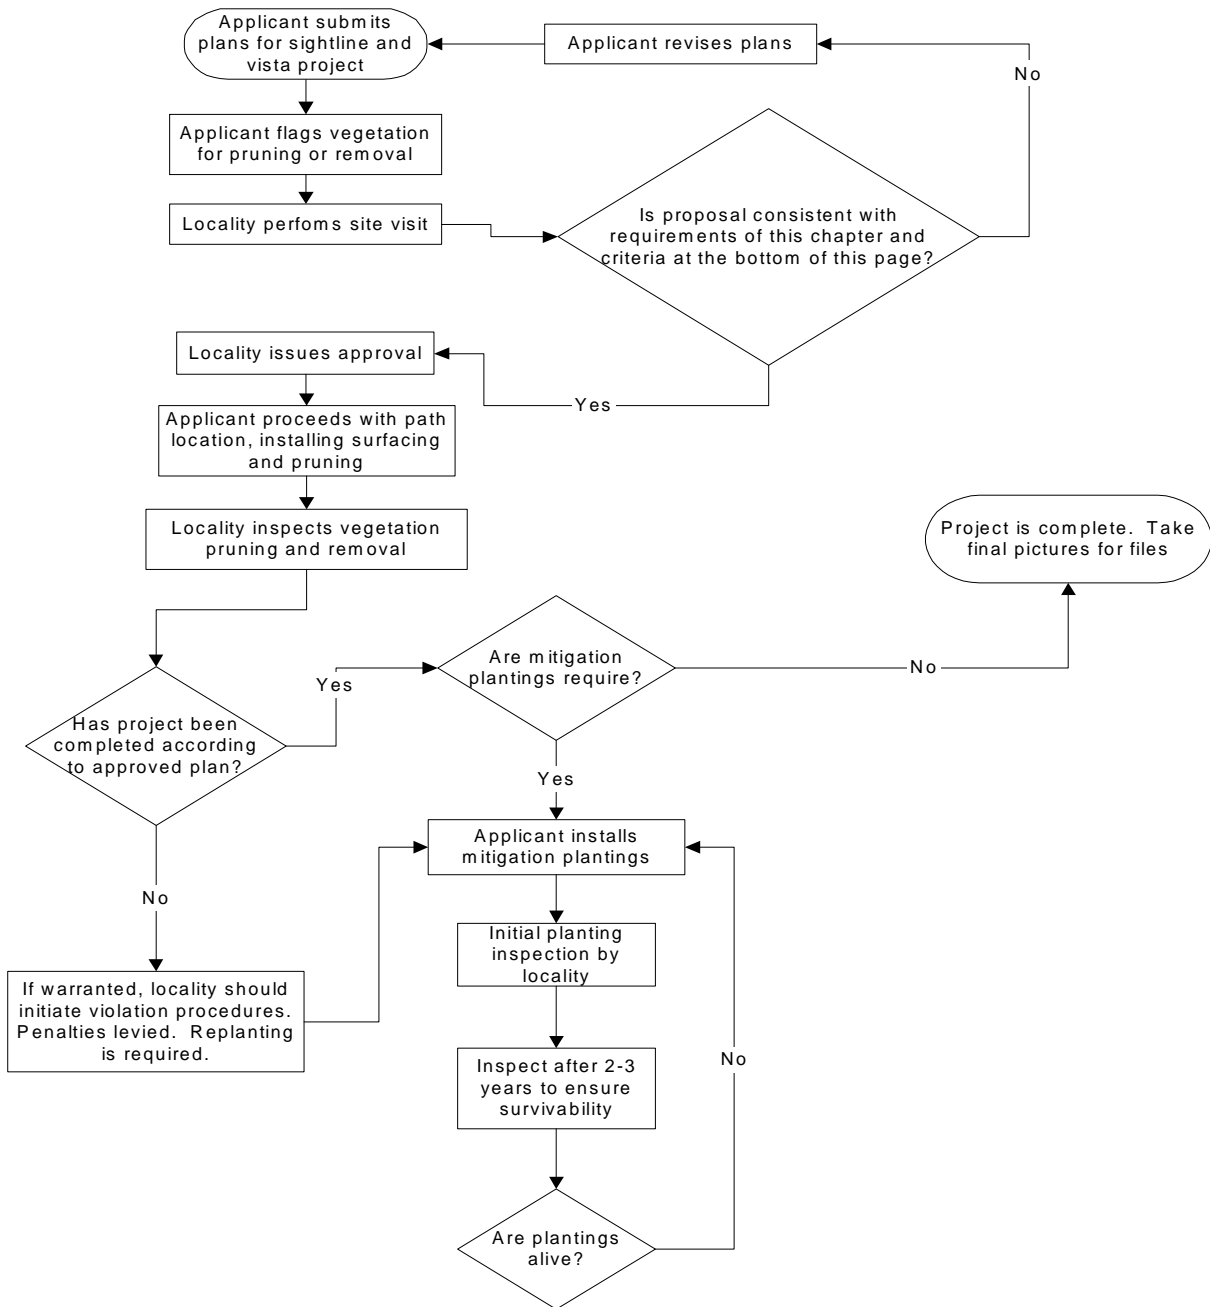 Applicant submits
plans for sightline and
vista project
Applicant revises plans
No
Applicant flags vegetation
for pruning or removal
Locality perfoms site visit
Is proposal consistent with
requirements of this chapter and
criteria at the bottom of this page?
Locality issues approval
Yes
Applicant proceeds with path
location, installing surfacing
and pruning
Locality inspects vegetation
pruning and removal
Project is complete. Take
final pictures for files
Are mitigation
plantings require?
No
Yes
Has project been
completed according
to approved plan?
Yes
Applicant installs
mitigation plantings
No
Initial planting
inspection by
locality
If warranted, locality should
initiate violation procedures.
Penalties levied. Replanting
is required.
No
Inspect after 2-3
years to ensure
survivability
Are plantings
alive?